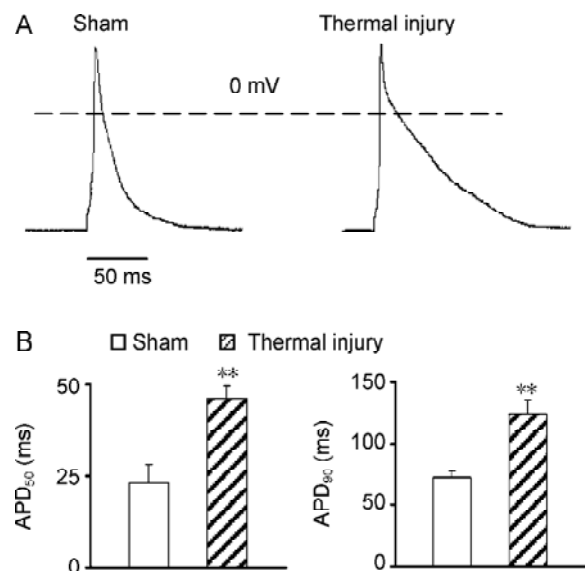 A
Sham
Thermal injury
0 mV
50 ms
B
Sham Thermal injury
APD50 (ms)
50
25
0
**
APD90 (ms)
150
100
50
0
**